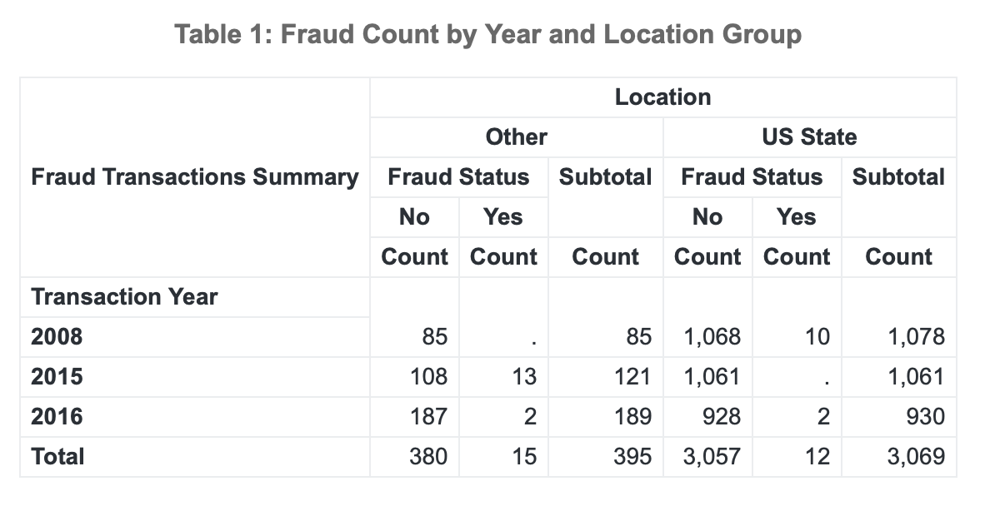 Table 1: Fraud Count by Year and Location Group
Location
Other US State
Fraud Transactions Summary Fraud Status Subtotal Fraud Status Subtotal
No Yes No Yes
Count Count Count Count Count Count
Transaction Year
2008 85 . 85 1,068 10 1,078
2015 108 13 121 1,061 . 1,061
2016 187 2 189 928 2 930
Total 380 15 395 3,057 12 3,069